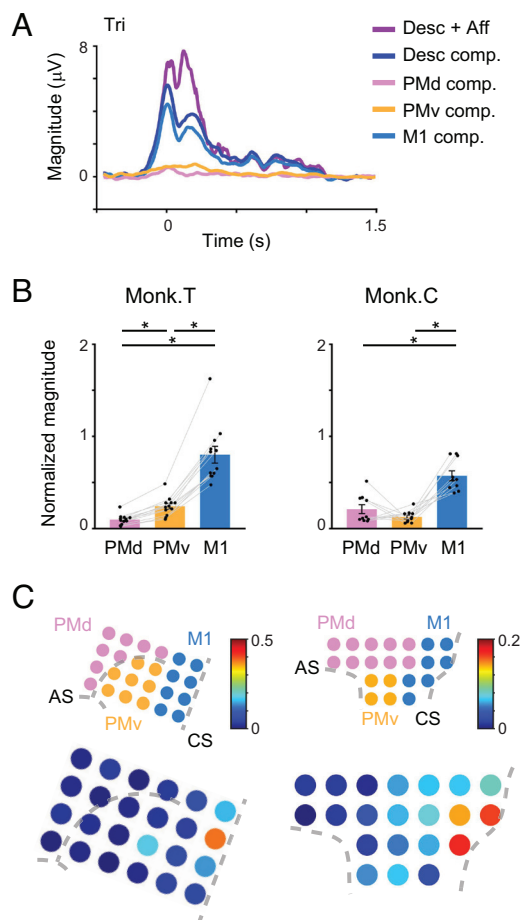 A
Tri
Desc + Aff
Desc comp.
PMd comp.
PMv comp.
M1 comp.
Magnitude (μV)
8
0
0
1.5
Time (s)
B
Monk.T
Monk.C
* *
*
*
*
Normalized magnitude
2
1
0
2
1
0
PMd PMv M1
PMd PMv M1
C
PMd
M1
AS
PMv
CS
0.5
0
PMd
M1
AS
PMv
CS
0.2
0